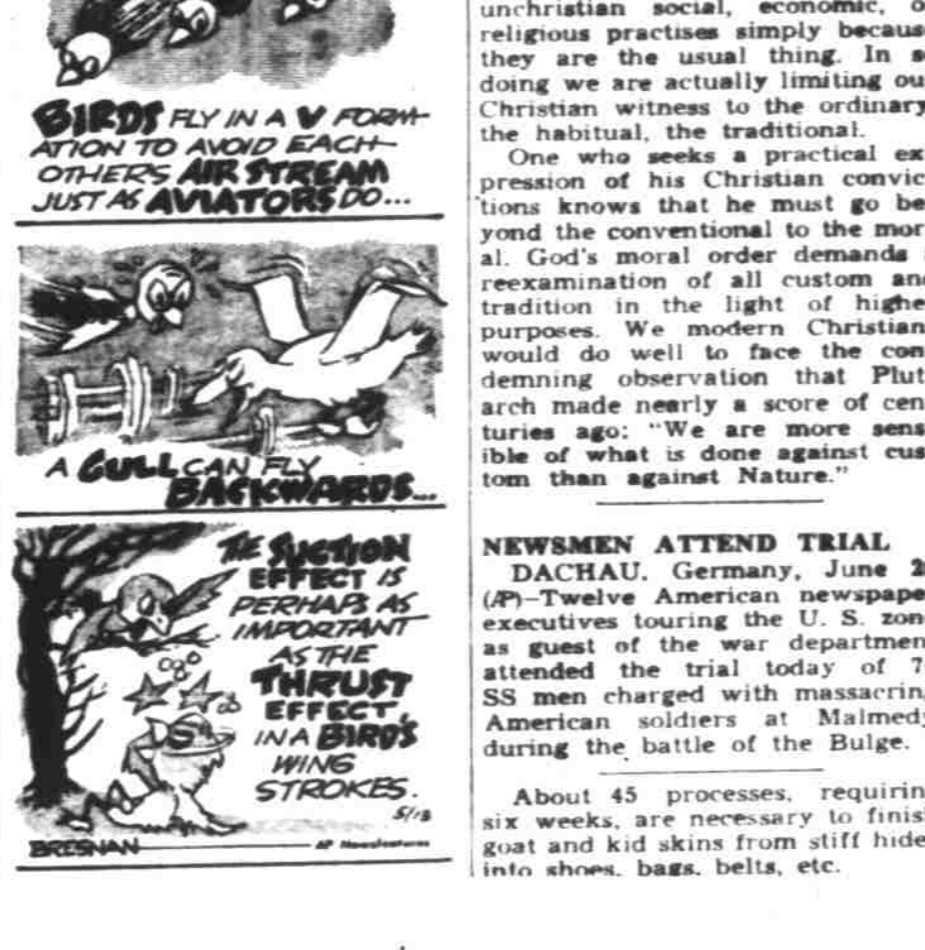 BIRDS FLY IN A V FORM-
ATION TO AVOID EACH
OTHER'S AIR STREAM
JUST AS AVIATORS DO...
A GULL CAN FLY
BACKWARDS...
THE SUCTION
EFFECT IS
PERHAPS AS
IMPORTANT
AS THE
THRUST
EFFECT,
IN A BIRD'S
WING
STROKES.
5/13
BRESNAN
AP Newsfeatures
unchristian social, economic, o
religious practises simply becaus
they are the usual thing. In s
doing we are actually limiting ou
Christian witness to the ordinary
the habitual, the traditional.
One who seeks a practical ex
pression of his Christian convic
tions knows that he must go be
yond the conventional to the mor
al. God's moral order demands
reexamination of all custom an
tradition in the light of highe
purposes. We modern Christian
would do well to face the con
demning observation that Plut
arch made nearly a score of cen
turies ago: "We are more sens
ible of what is done against cus
tom than against Nature."
NEWSMEN ATTEND TRIAL
DACHAU, Germany, June 2
(AP)-Twelve American newspape
executives touring the U. S. zon
as guest of the war departmen
attended the trial today of 7
SS men charged with massacrin
American soldiers at Malmed
during the battle of the Bulge.
About 45 processes, requirin
six weeks, are necessary to finis
goat and kid skins from stiff hide
into shoes, bags, belts, etc.